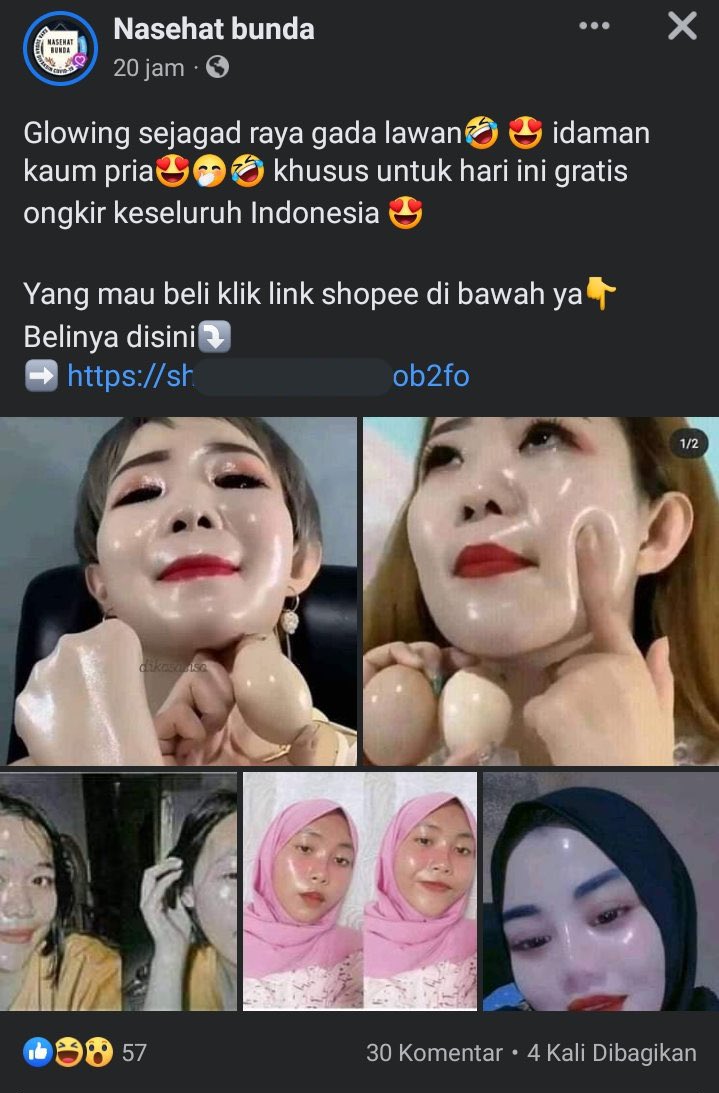 Nasehat bunda
20 jam ·
Glowing sejagad raya gada lawan🤣 😍 idaman
kaum pria😍🤭🤣 khusus untuk hari ini gratis
ongkir keseluruh Indonesia 😍
Yang mau beli klik link shopee di bawah ya👇
Belinya disini⤵️
➡️ https://sh ob2fo
1/2
57
30 Komentar • 4 Kali Dibagikan
NASEHAT
BUNDA